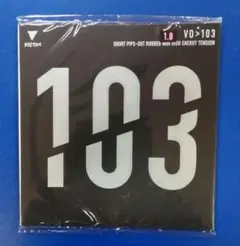 VICTAS
1.8
VO>103
SHORT PIPS-OUT RUBBER WITH HIGH ENERGY TENSION
103